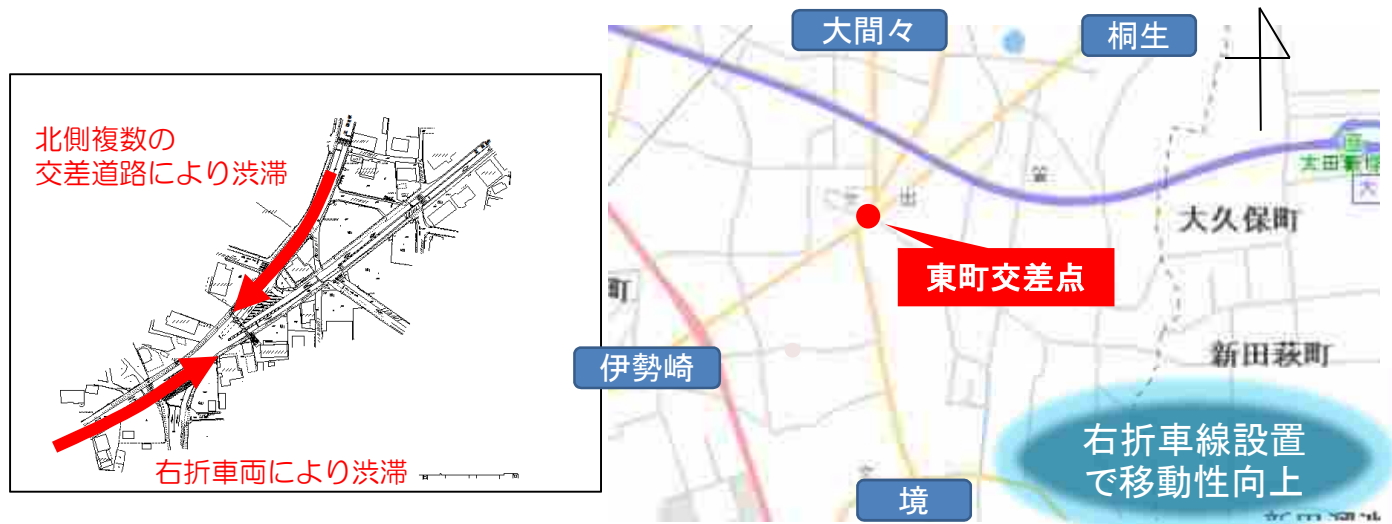 北側複数の
交差道路により渋滞
右折車両により渋滞
大間々
桐生
大久保町
東町交差点
町
伊勢崎
新田萩町
右折車線設置
で移動性向上
境